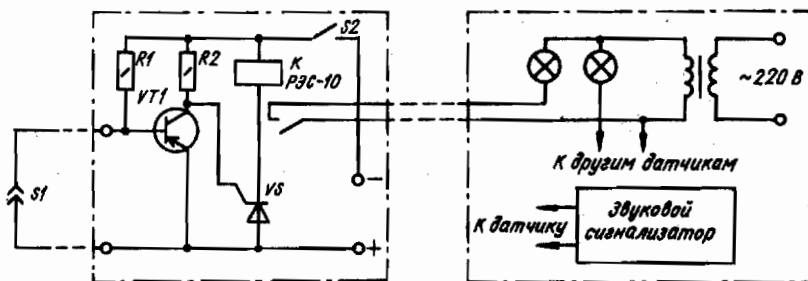 S2
R1
R2
К
РЭС-10
VT1
~220 В
К другим датчикам
S1
VS
−
К датчику
Звуковой
сигнализатор
+